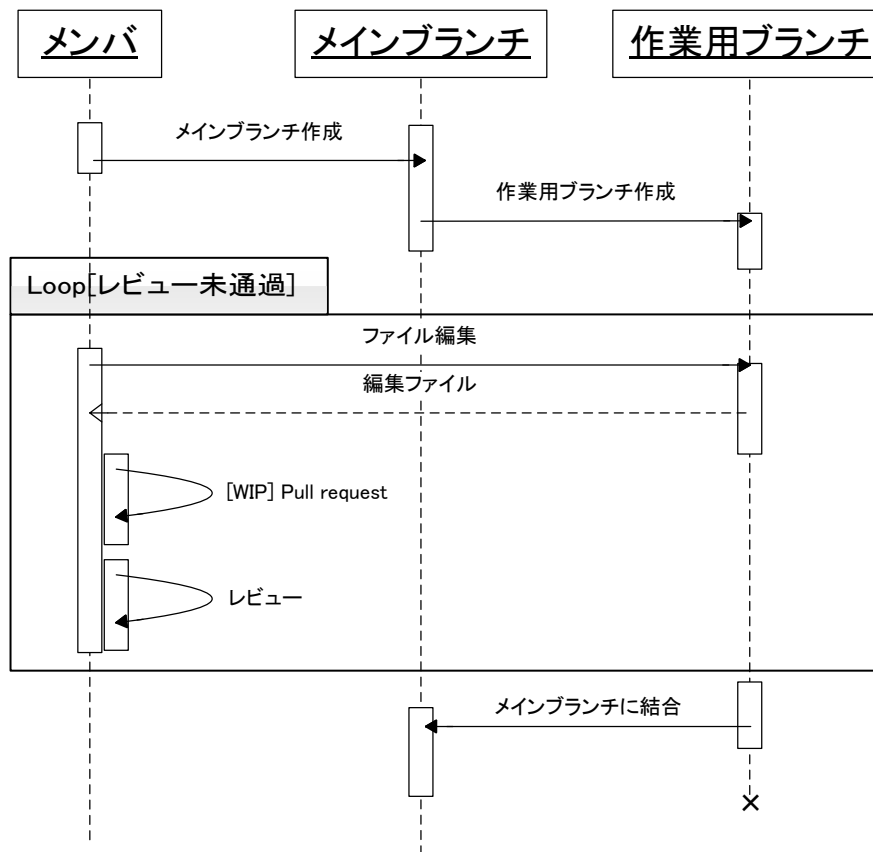 メンバ
メインブランチ
作業用ブランチ
メインブランチ作成
作業用ブランチ作成
Loop[レビュー未通過]
ファイル編集
編集ファイル
[WIP] Pull request
レビュー
メインブランチに結合